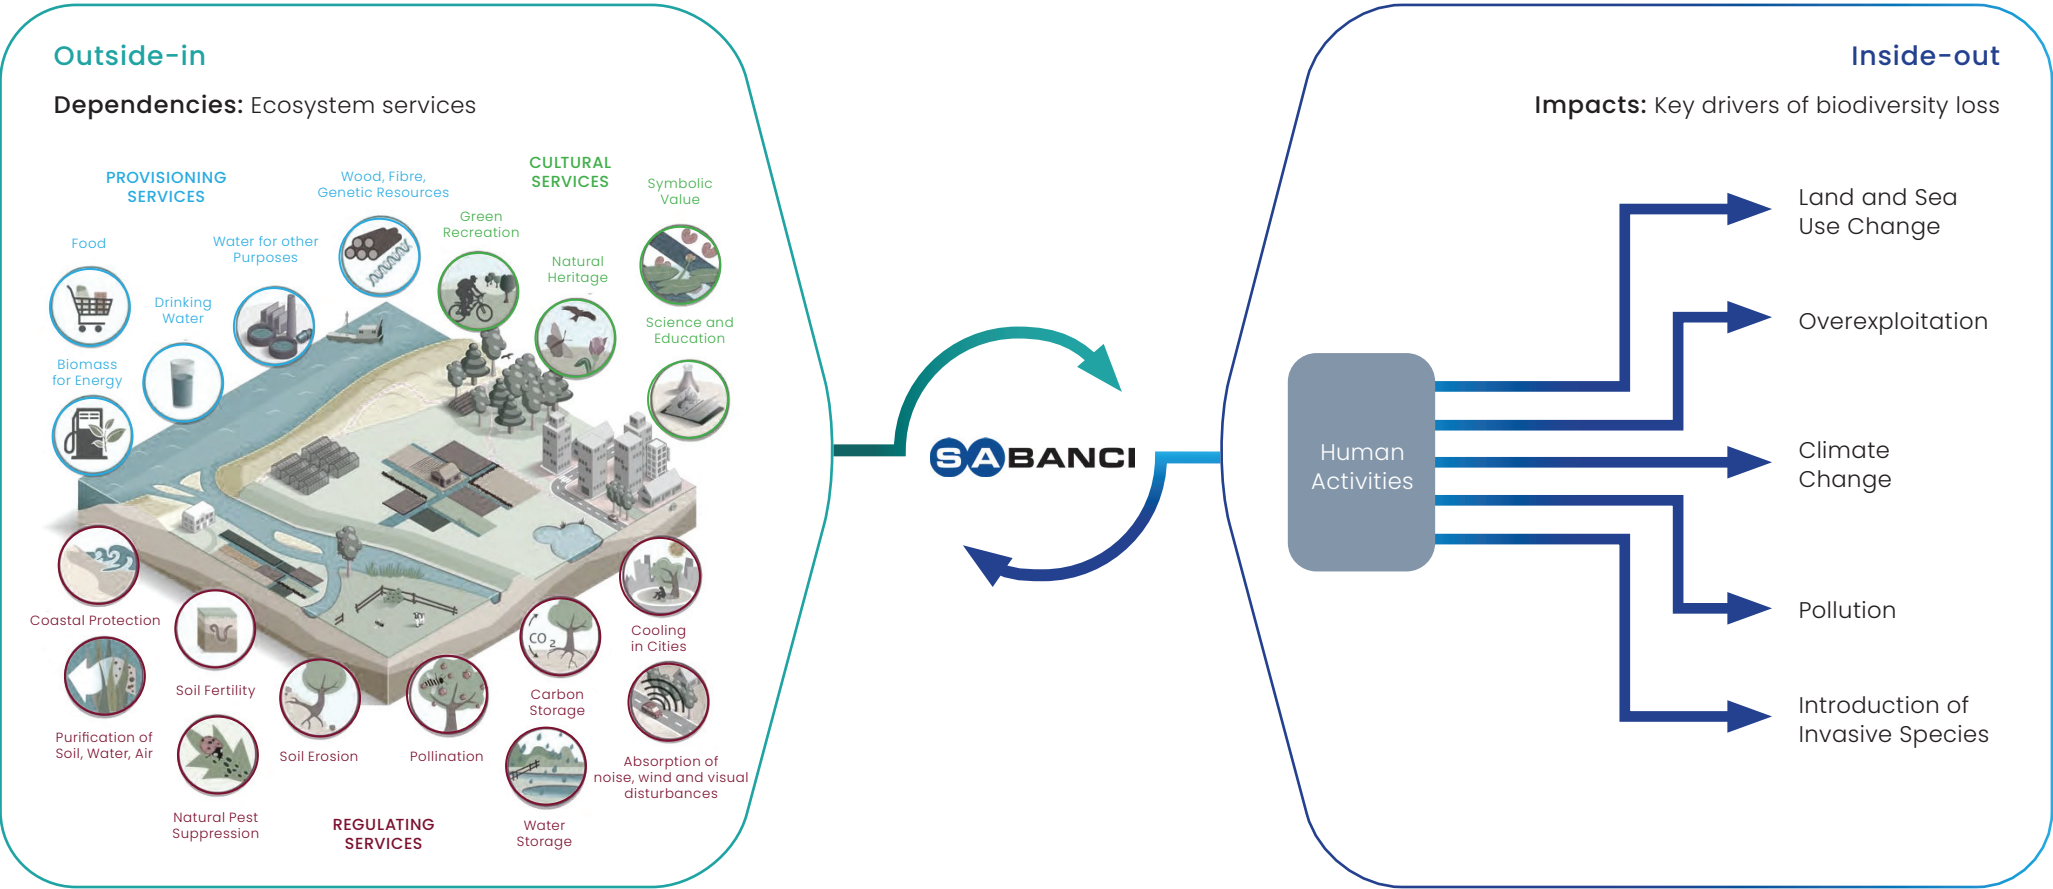 Outside-in
Dependencies: Ecosystem services
PROVISIONING
SERVICES
Food
Drinking
Water
Water for other
Purposes
Wood, Fibre,
Genetic Resources
Biomass
for Energy
CULTURAL
SERVICES
Green
Recreation
Natural
Heritage
Symbolic
Value
Science and
Education
Coastal Protection
Purification of
Soil, Water, Air
Soil Fertility
Natural Pest
Suppression
Soil Erosion
Pollination
CO2
Carbon
Storage
Water
Storage
Cooling
in Cities
Absorption of
noise, wind and visual
disturbances
REGULATING
SERVICES
SABANCI
Inside-out
Impacts: Key drivers of biodiversity loss
Human
Activities
Land and Sea
Use Change
Overexploitation
Climate
Change
Pollution
Introduction of
Invasive Species